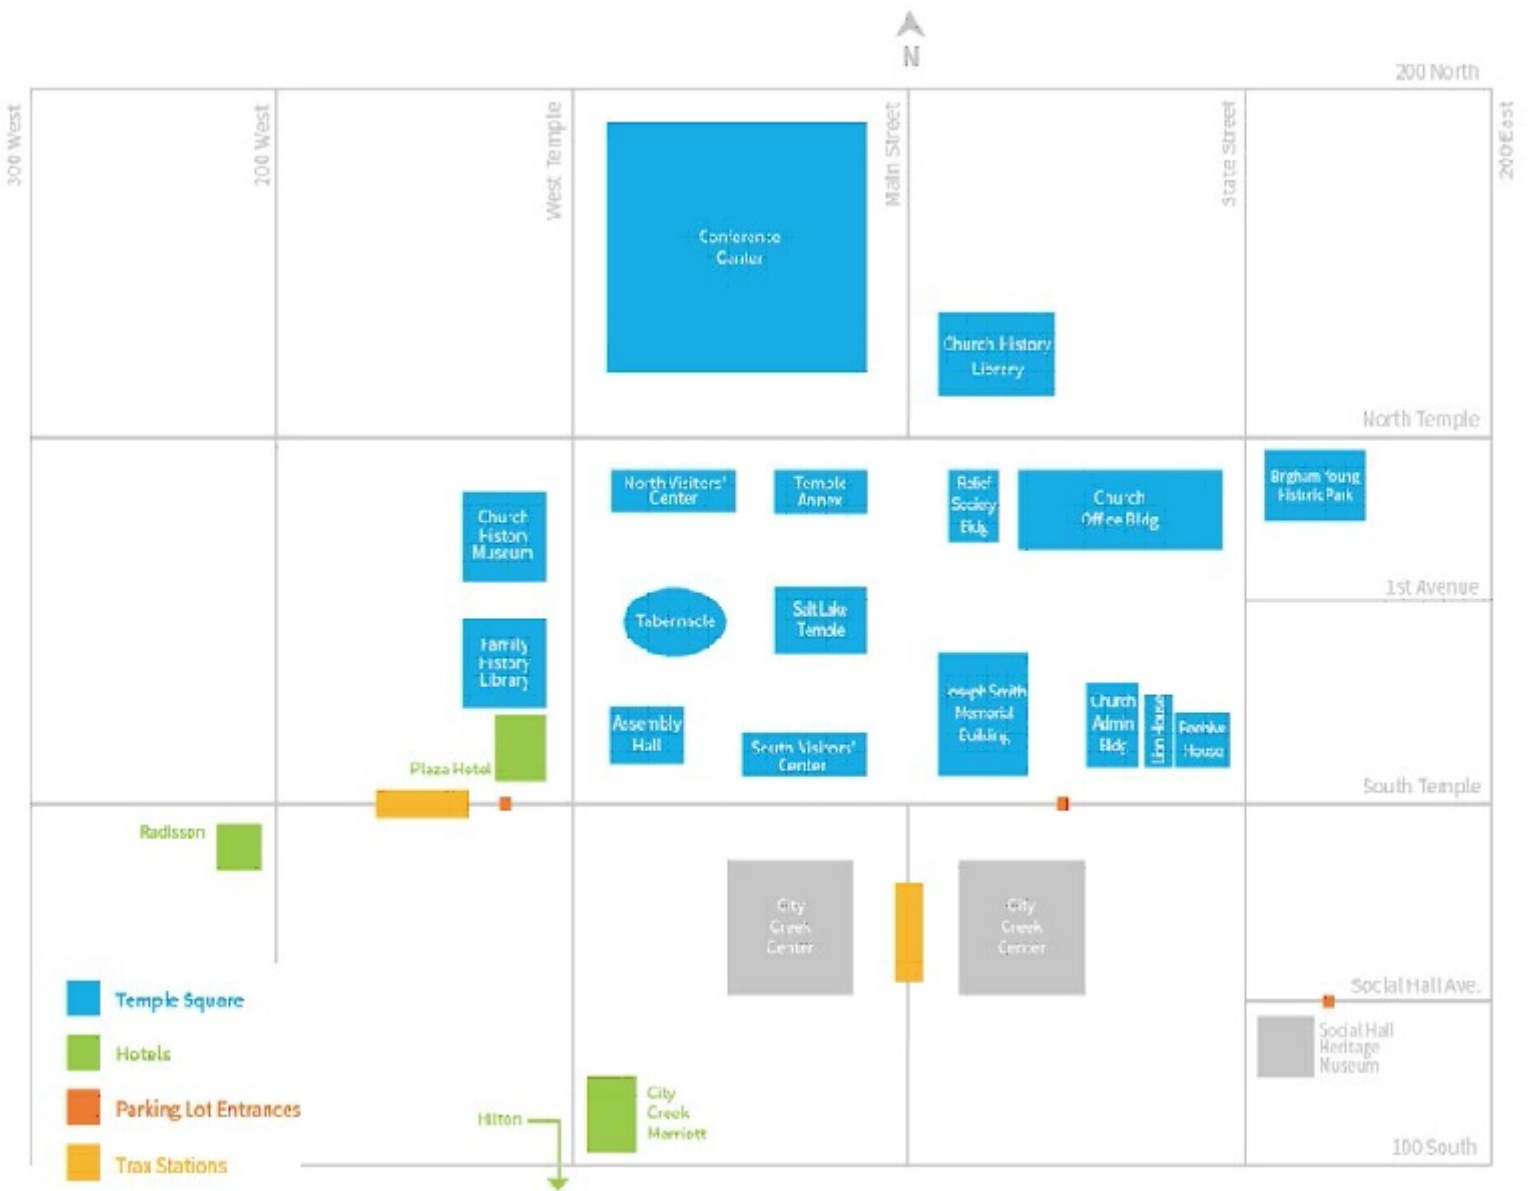 N
200 North
300 West
200 West
West Temple
Main Street
State Street
200 East
Conference
Center
Church History
Library
North Temple
North Visitors'
Center
Temple
Annex
Relief
Society
Bldg
Church
Office Bldg
Brigham Young
Historic Park
Church
History
Museum
1st Avenue
Tabernacle
Salt Lake
Temple
Family
History
Library
Joseph Smith
Memorial
Building
Church
Admin
Bldg
Lion House
Beehive
House
Assembly
Hall
South Visitors'
Center
Plaza Hotel
South Temple
Radisson
City
Creek
Center
City
Creek
Center
Social Hall Ave.
Social Hall
Heritage
Museum
Temple Square
Hotels
Parking Lot Entrances
Trax Stations
Hilton
City
Creek
Marriott
100 South